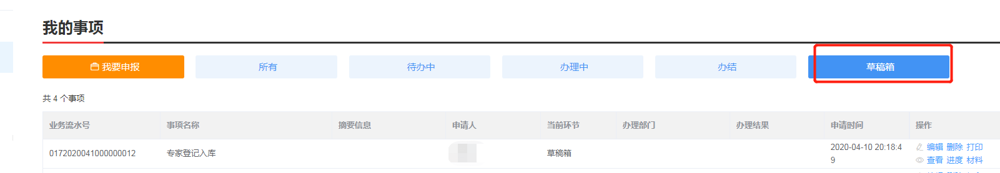 我的事项
我要申报 所有 待办中 办理中 办结 草稿箱
共 4 个事项
业务流水号 事项名称 摘要信息 申请人 当前环节 办理部门 办理结果 申请时间 操作
0172020041000000012 专家登记入库 草稿箱 2020-04-10 20:18:4 编辑 删除 打印
9 查看 进度 材料